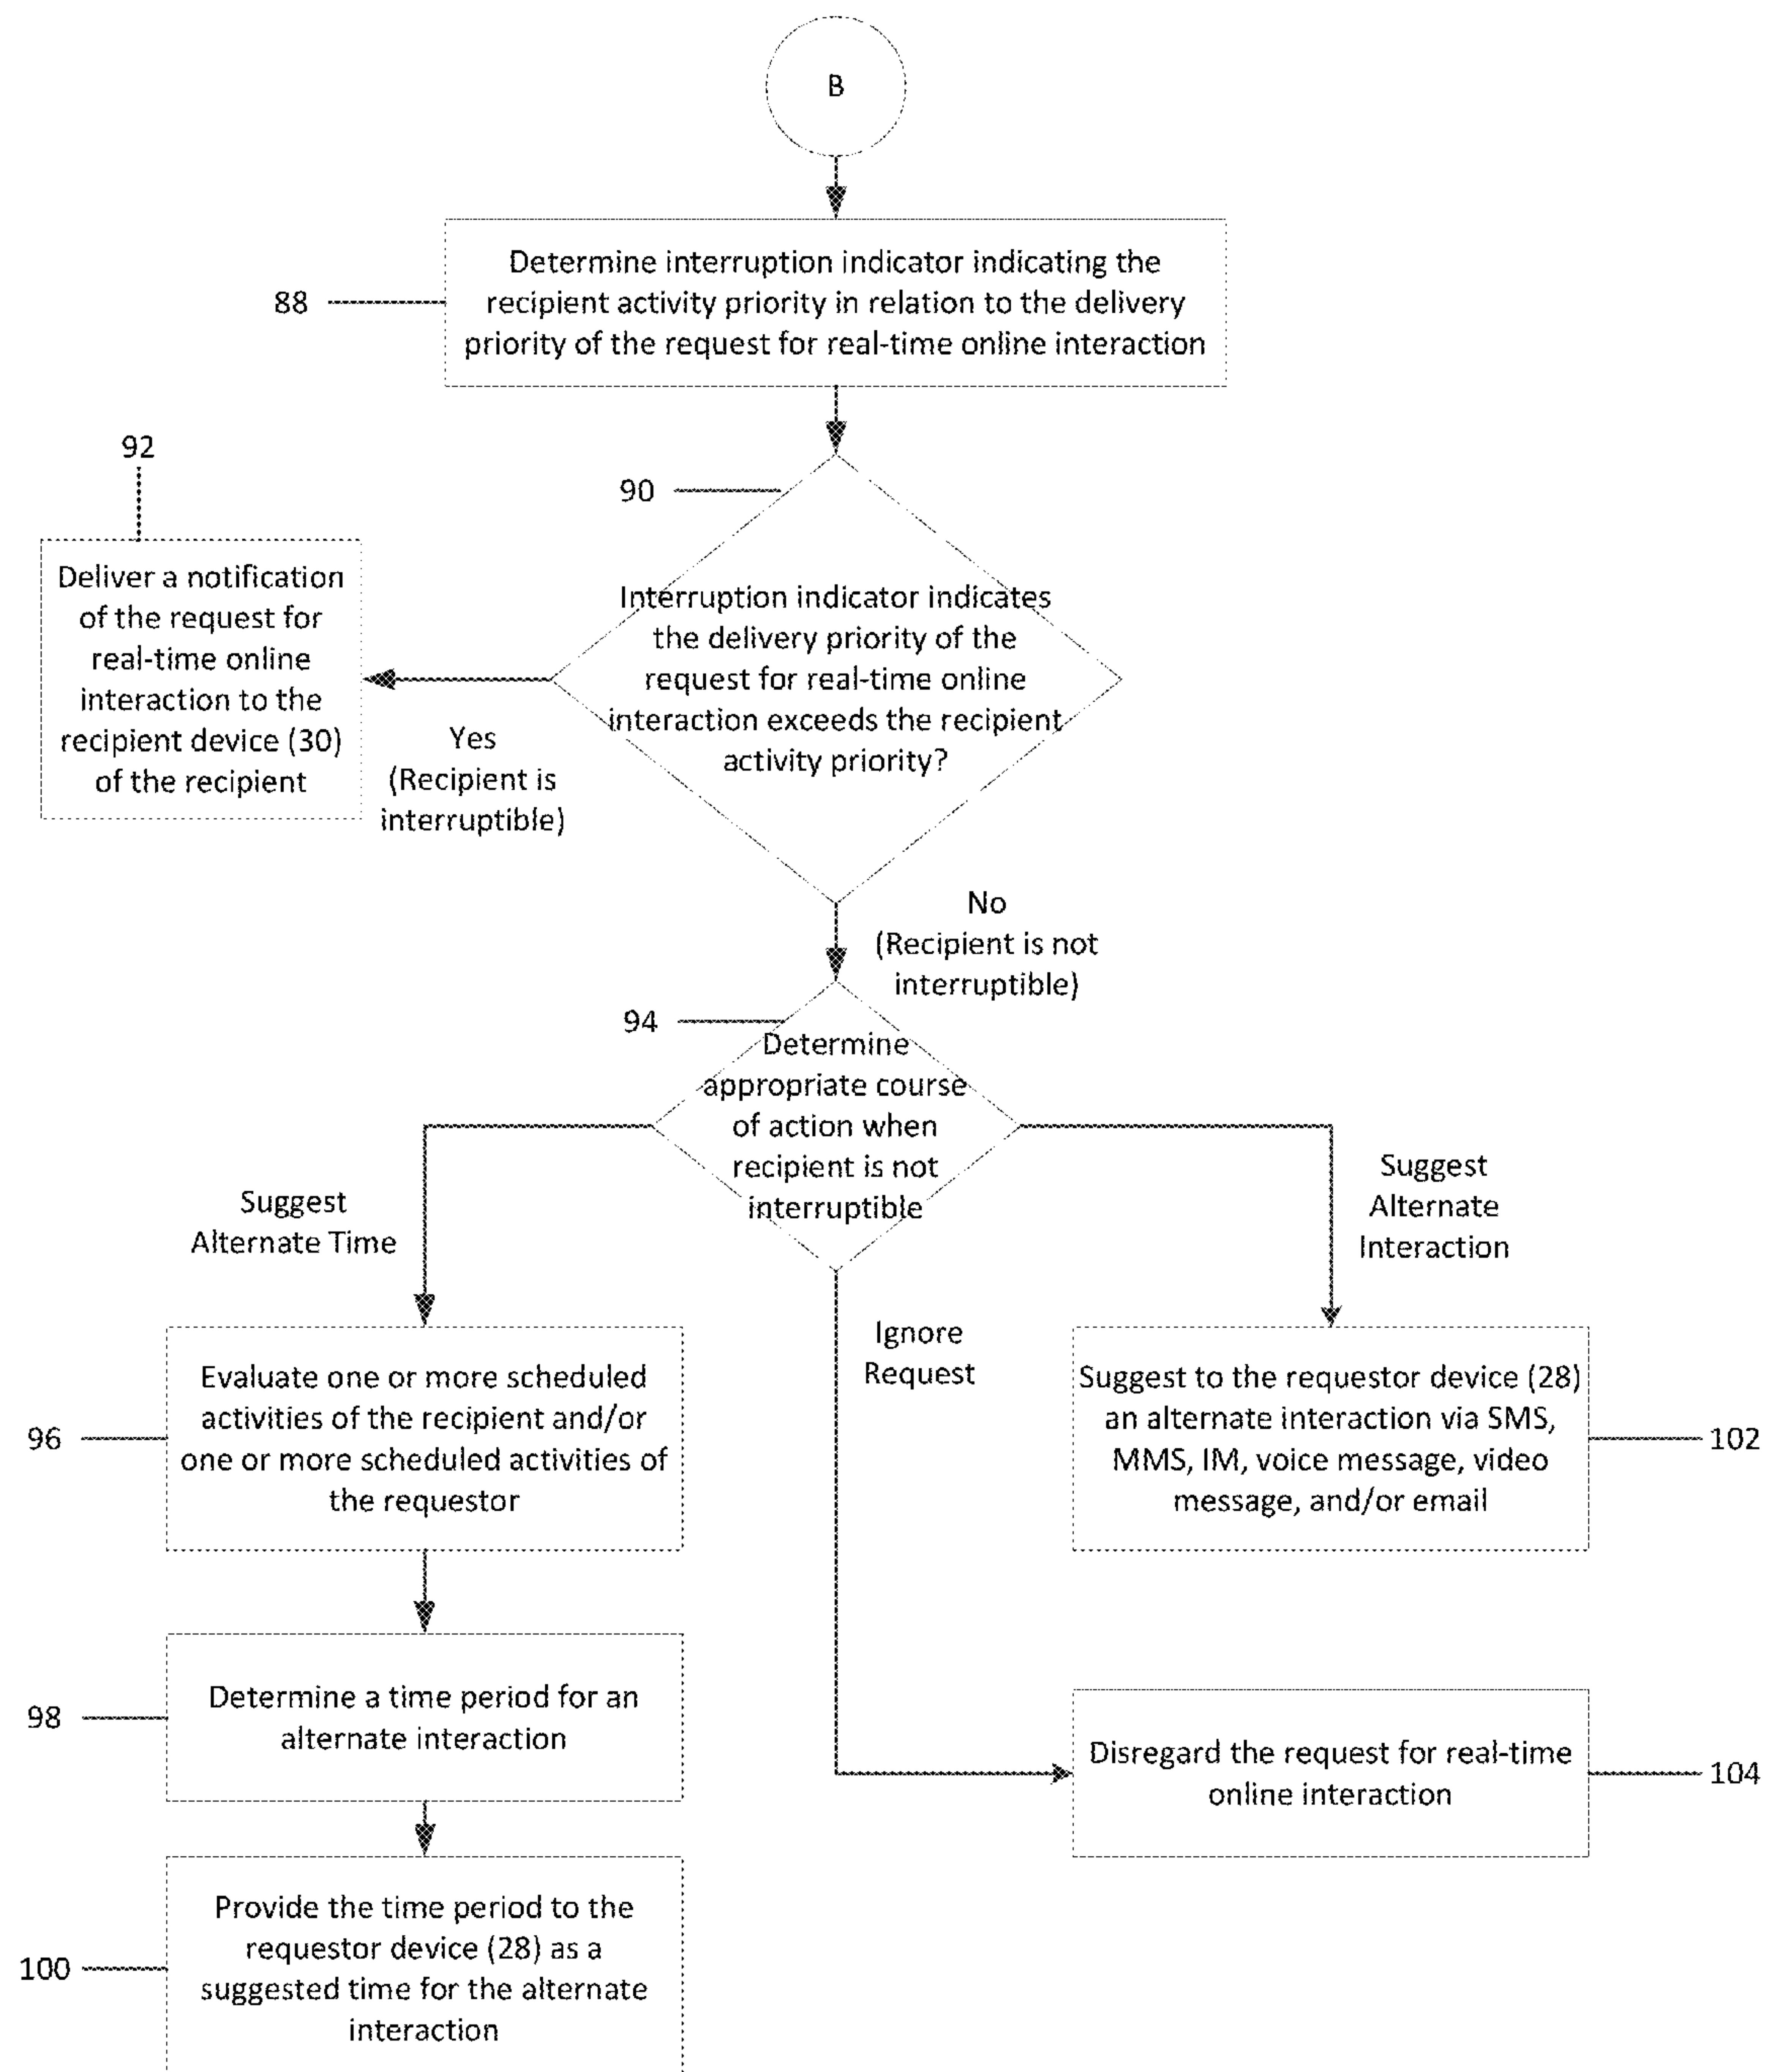 B
Determine interruption indicator indicating the
recipient activity priority in relation to the delivery
priority of the request for real-time online interaction
88
92
90
Deliver a notification
of the request for
real-time online
interaction to the
recipient device (30)
of the recipient
Interruption indicator indicates
the delivery priority of the
request for real-time online
interaction exceeds the recipient
activity priority?
Yes
(Recipient is
interruptible)
No
(Recipient is not
interruptible)
94
Determine
appropriate course
of action when
recipient is not
interruptible
Suggest
Alternate Time
Suggest
Alternate
Interaction
Ignore
Request
96
Evaluate one or more scheduled
activities of the recipient and/or
one or more scheduled activities of
the requestor
Suggest to the requestor device (28)
an alternate interaction via SMS,
MMS, IM, voice message, video
message, and/or email
102
98
Determine a time period for an
alternate interaction
Disregard the request for real-time
online interaction
104
100
Provide the time period to the
requestor device (28) as a
suggested time for the alternate
interaction